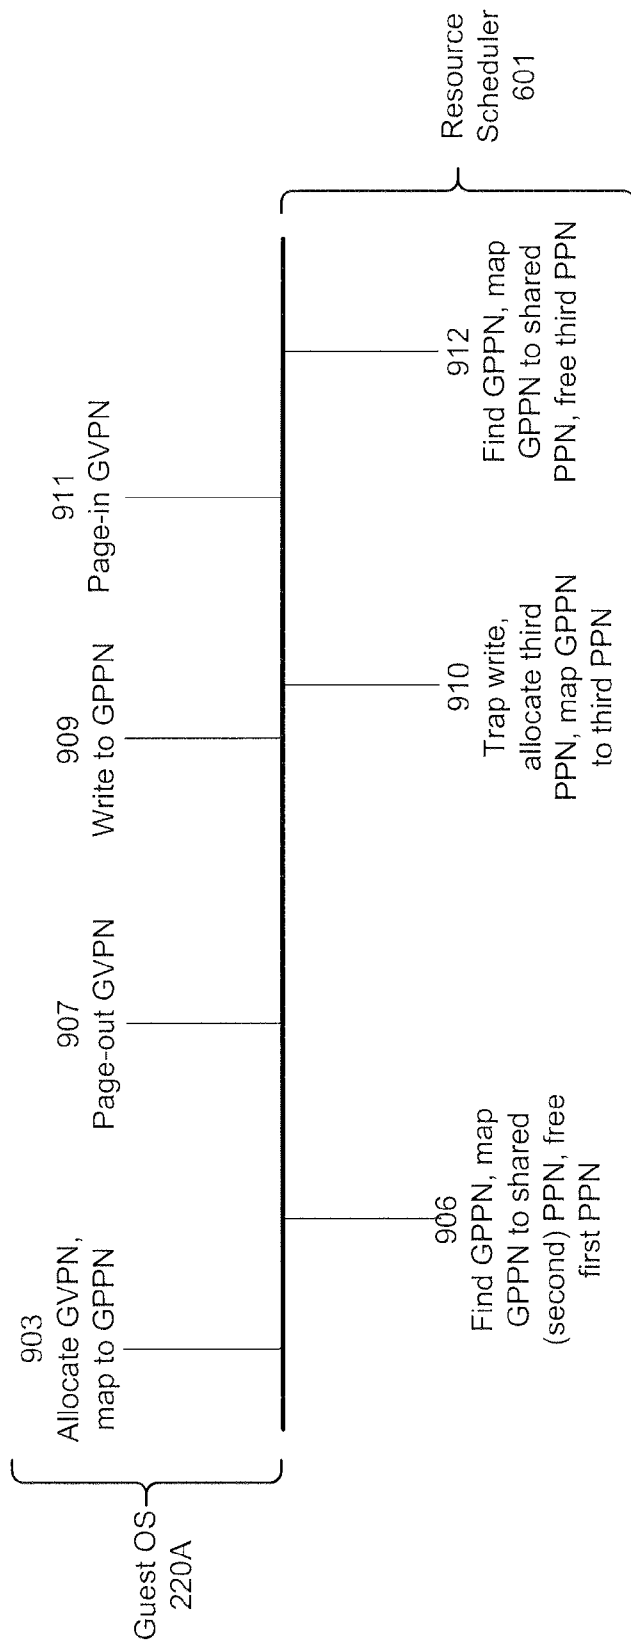 Guest OS
220A
903
Allocate GVPN,
map to GPPN
907
Page-out GVPN
909
Write to GPPN
911
Page-in GVPN
906
Find GPPN, map
GPPN to shared
(second) PPN, free
first PPN
910
Trap write,
allocate third
PPN, map GPPN
to third PPN
912
Find GPPN, map
GPPN to shared
PPN, free third PPN
Resource
Scheduler
601